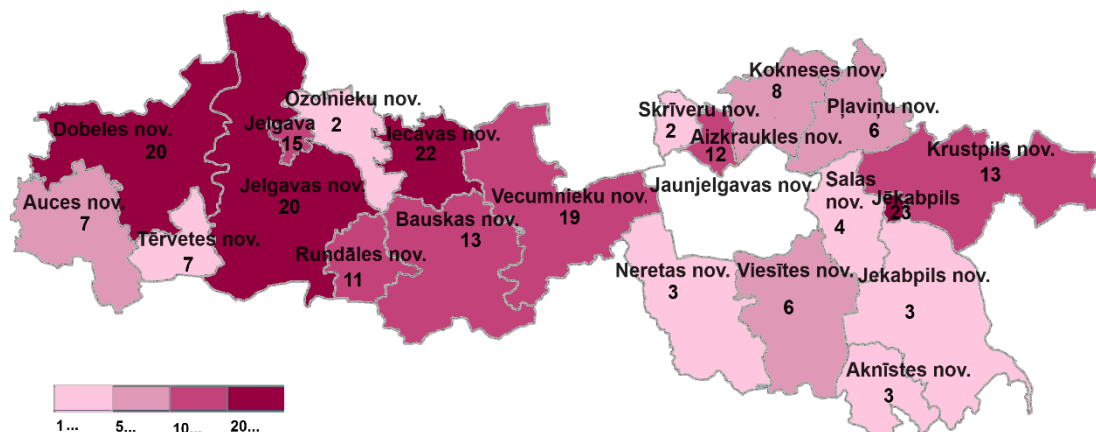 Kokneses nov.
8
Ozolnieku nov.
2
Skrīveru nov.
2
Pļaviņu nov.
6
Dobeles nov.
20
Jelgava
15
Iecavas nov.
22
Aizkraukles nov.
12
Krustpils nov.
13
Auces nov.
7
Jelgavas nov.
20
Vecumnieku nov.
19
Jaunjelgavas nov.
Salas
nov.
4
Jēkabpils
23
Tērvetes nov.
7
Bauskas nov.
13
Rundāles nov.
11
Neretas nov.
3
Viesītes nov.
6
Jekabpils nov.
3
Aknīstes nov.
3
1... 5... 10... 20...